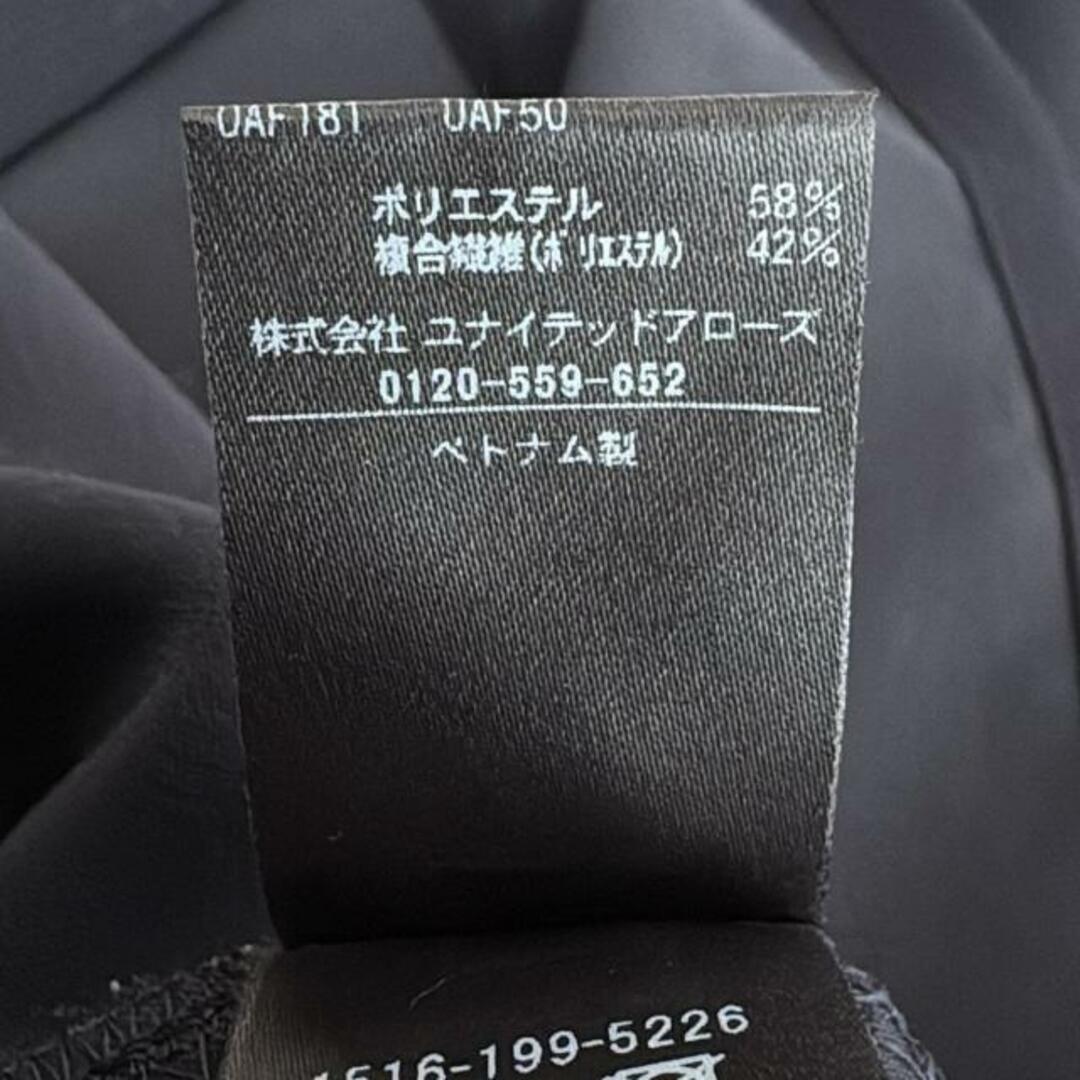 UAF181 UAF50
ポリエステル 58%
複合繊維(ポリエステル) 42%
株式会社 ユナイテッドアローズ
0120-559-652
ベトナム製
1516-199-5226